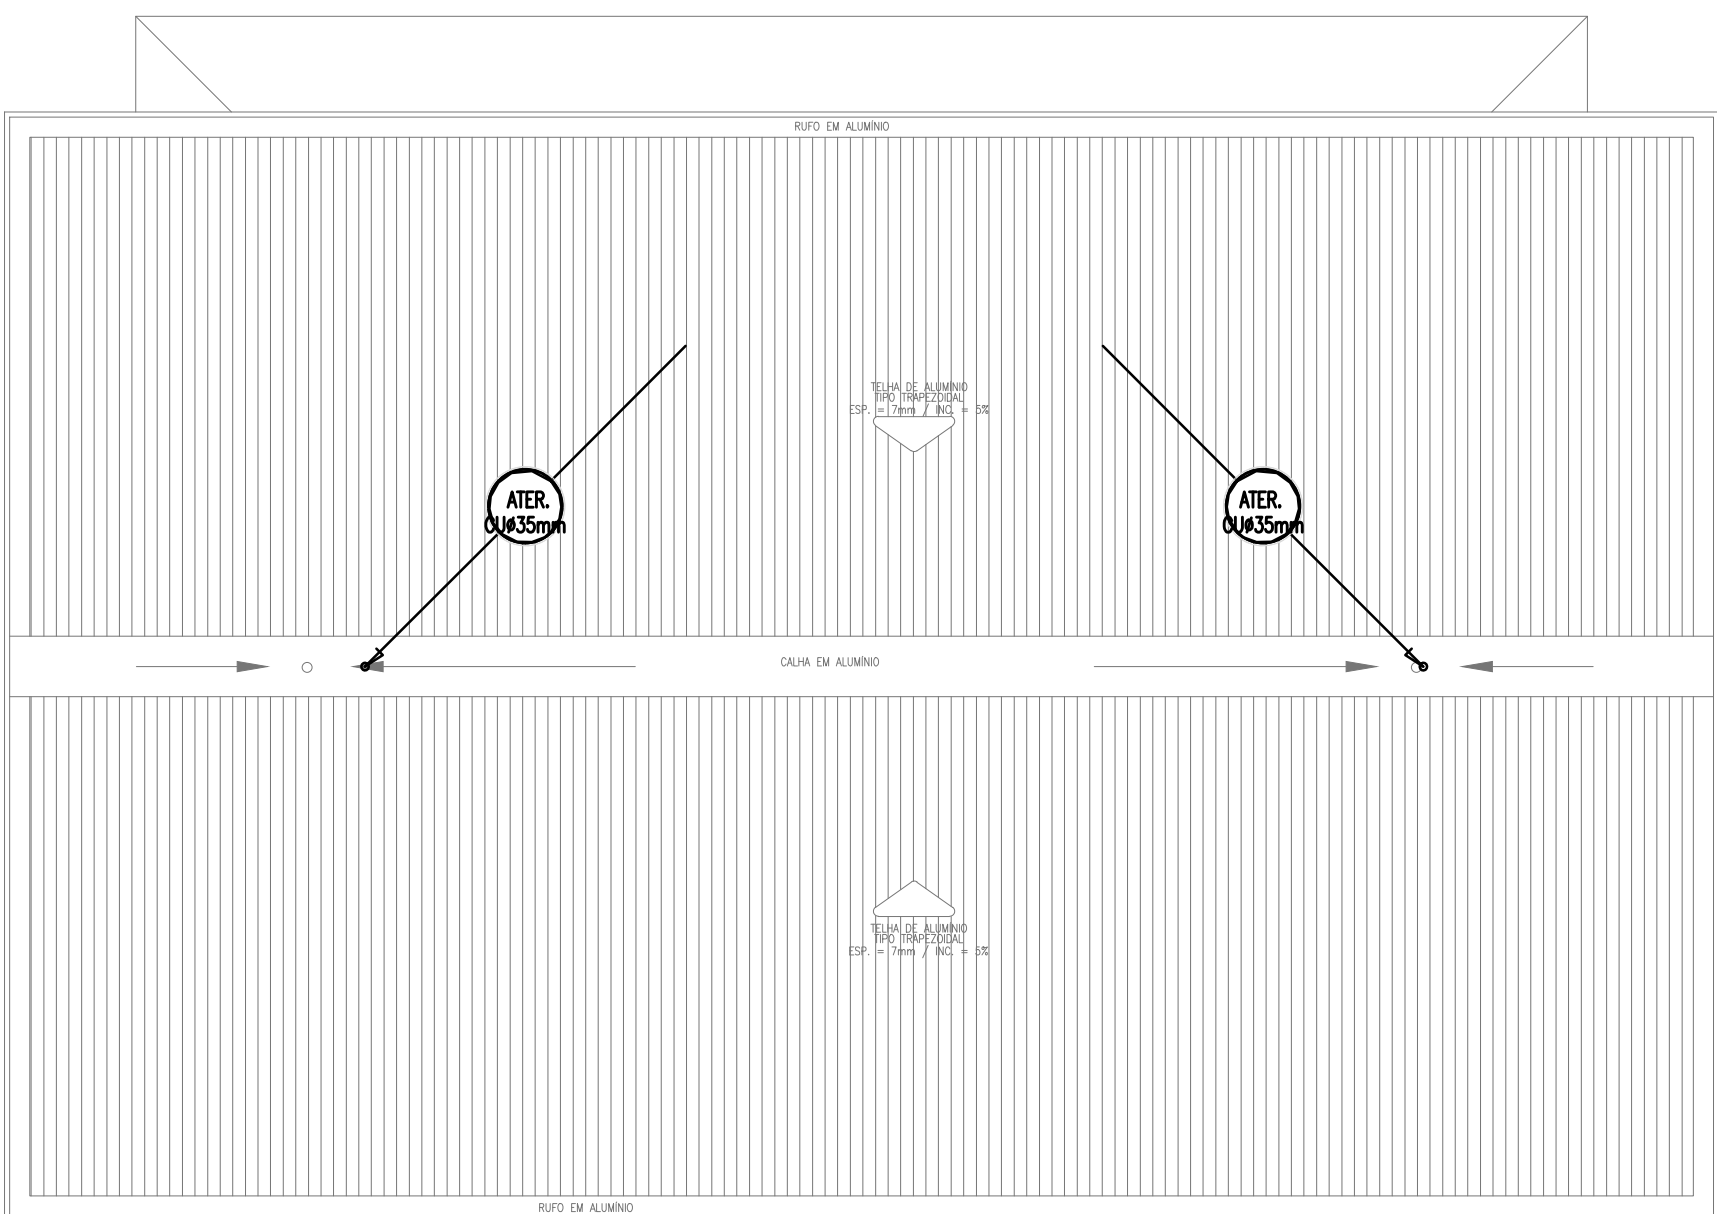 RUFO EM ALUMÍNIO
TELHA DE ALUMÍNIO
TIPO TRAPEZOIDAL
ESP. = 7mm / INC. = 5%
ATER.
CUø35mm
ATER.
CUø35mm
CALHA EM ALUMÍNIO
TELHA DE ALUMÍNIO
TIPO TRAPEZOIDAL
ESP. = 7mm / INC. = 5%
RUFO EM ALUMÍNIO